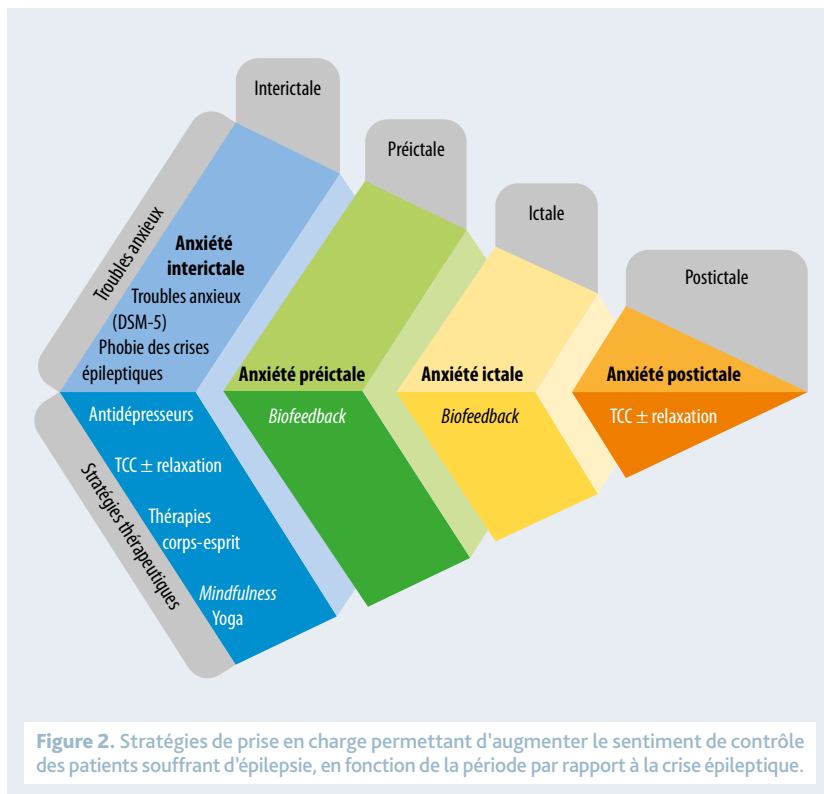 Interictale
Préictale
Ictale
Postictale
Troubles anxieux
Anxiété
interictale
Troubles anxieux
(DSM-5)
Phobie des crises
épileptiques
Anxiété préictale
Anxiété ictale
Anxiété postictale
Stratégies thérapeutiques
Antidépresseurs
TCC ± relaxation
Thérapies
corps-esprit
Mindfulness
Yoga
Biofeedback
Biofeedback
TCC ± relaxation
Figure 2. Stratégies de prise en charge permettant d'augmenter le sentiment de contrôle
des patients souffrant d'épilepsie, en fonction de la période par rapport à la crise épileptique.